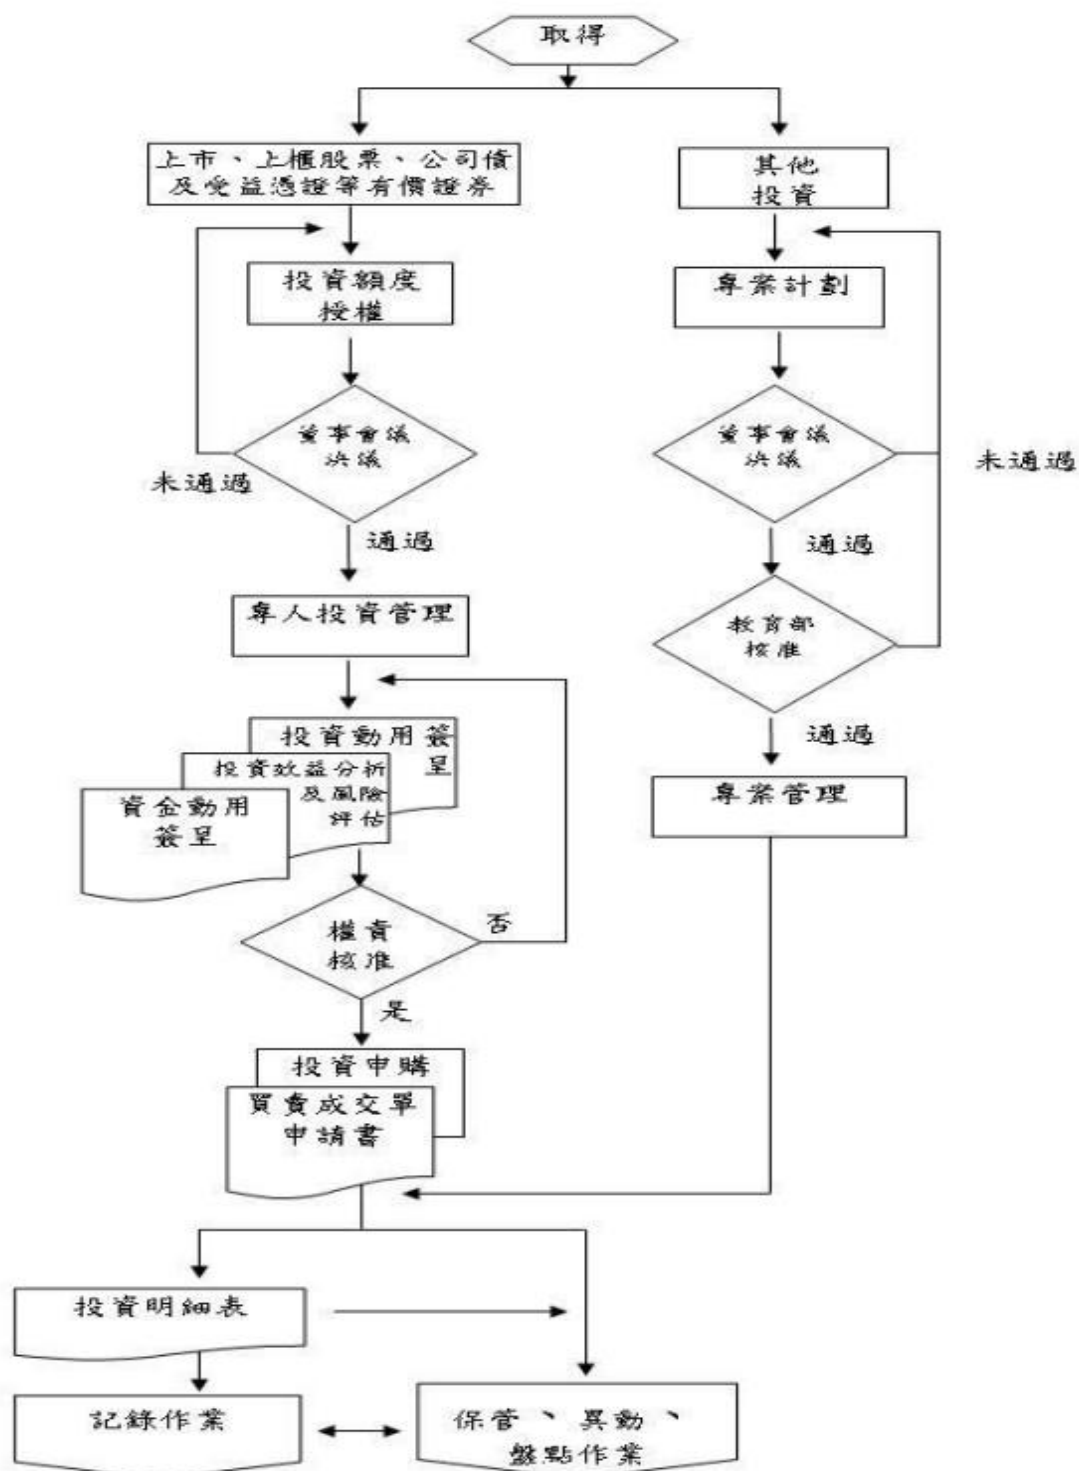 取得
上市、上櫃股票、公司債
及受益憑證等有價證券
其他
投資
投資額度
授權
專案計劃
董事會議
決議
未通過
通過
董事會議
決議
未通過
通過
專人投資管理
教育部
核准
通過
專案管理
投資動用簽
呈
投資效益分析
及風險
評估
資金動用
簽呈
權責
核准
否
是
投資申購
買賣成交單
申請書
投資明細表
記錄作業
保管、異動、
盤點作業